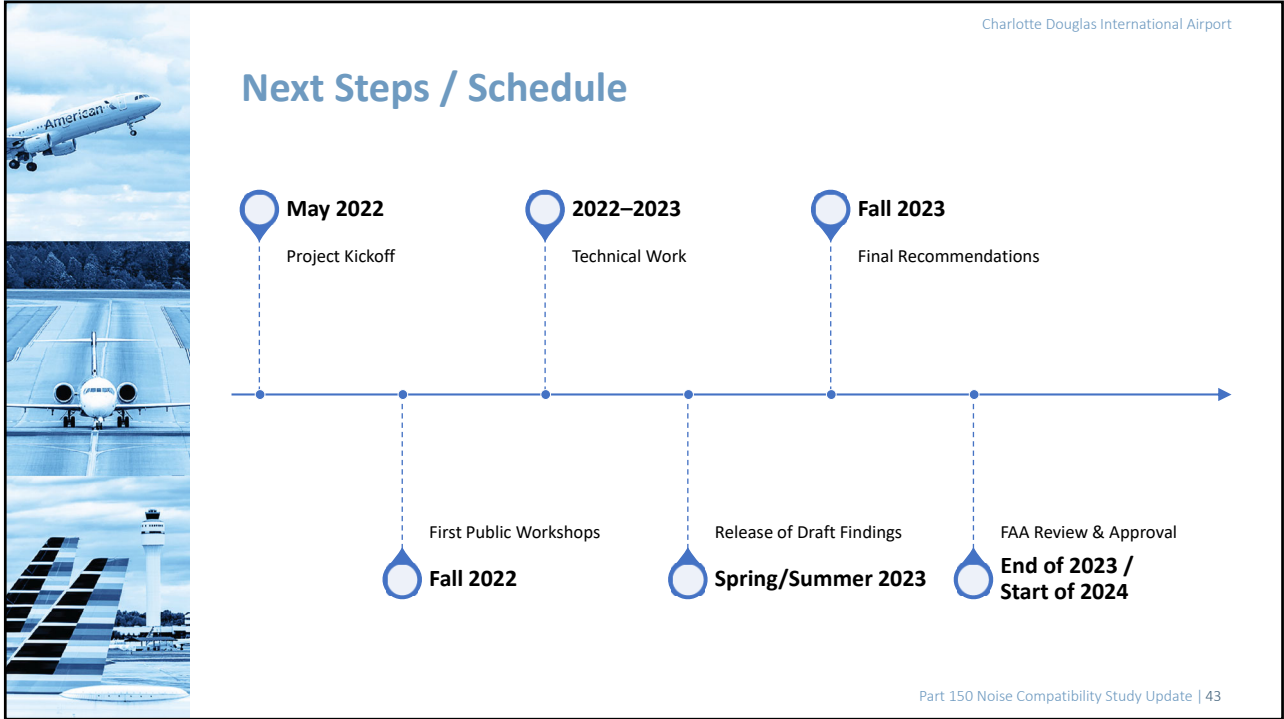 Charlotte Douglas International Airport
Next Steps / Schedule
American
May 2022
Project Kickoff
2022–2023
Technical Work
Fall 2023
Final Recommendations
First Public Workshops
Fall 2022
Release of Draft Findings
Spring/Summer 2023
FAA Review & Approval
End of 2023 /
Start of 2024
Part 150 Noise Compatibility Study Update | 43